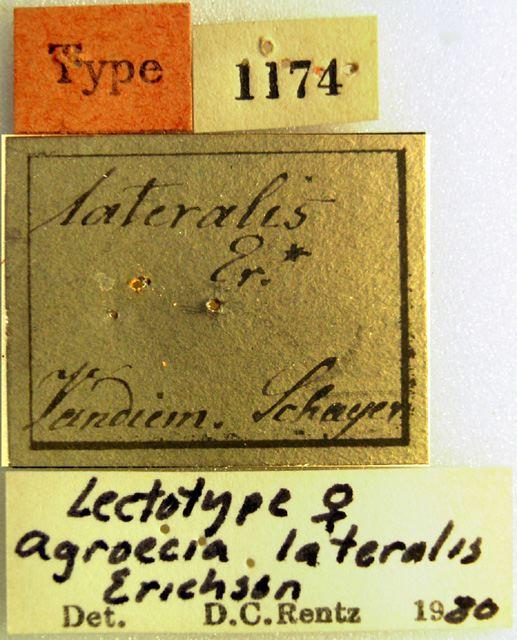 Type
1174
lateralis
Er.*
Vandiem. Schayer
Lectotype ♀
agroecia lateralis
Erichson
Det. D.C.Rentz 1980